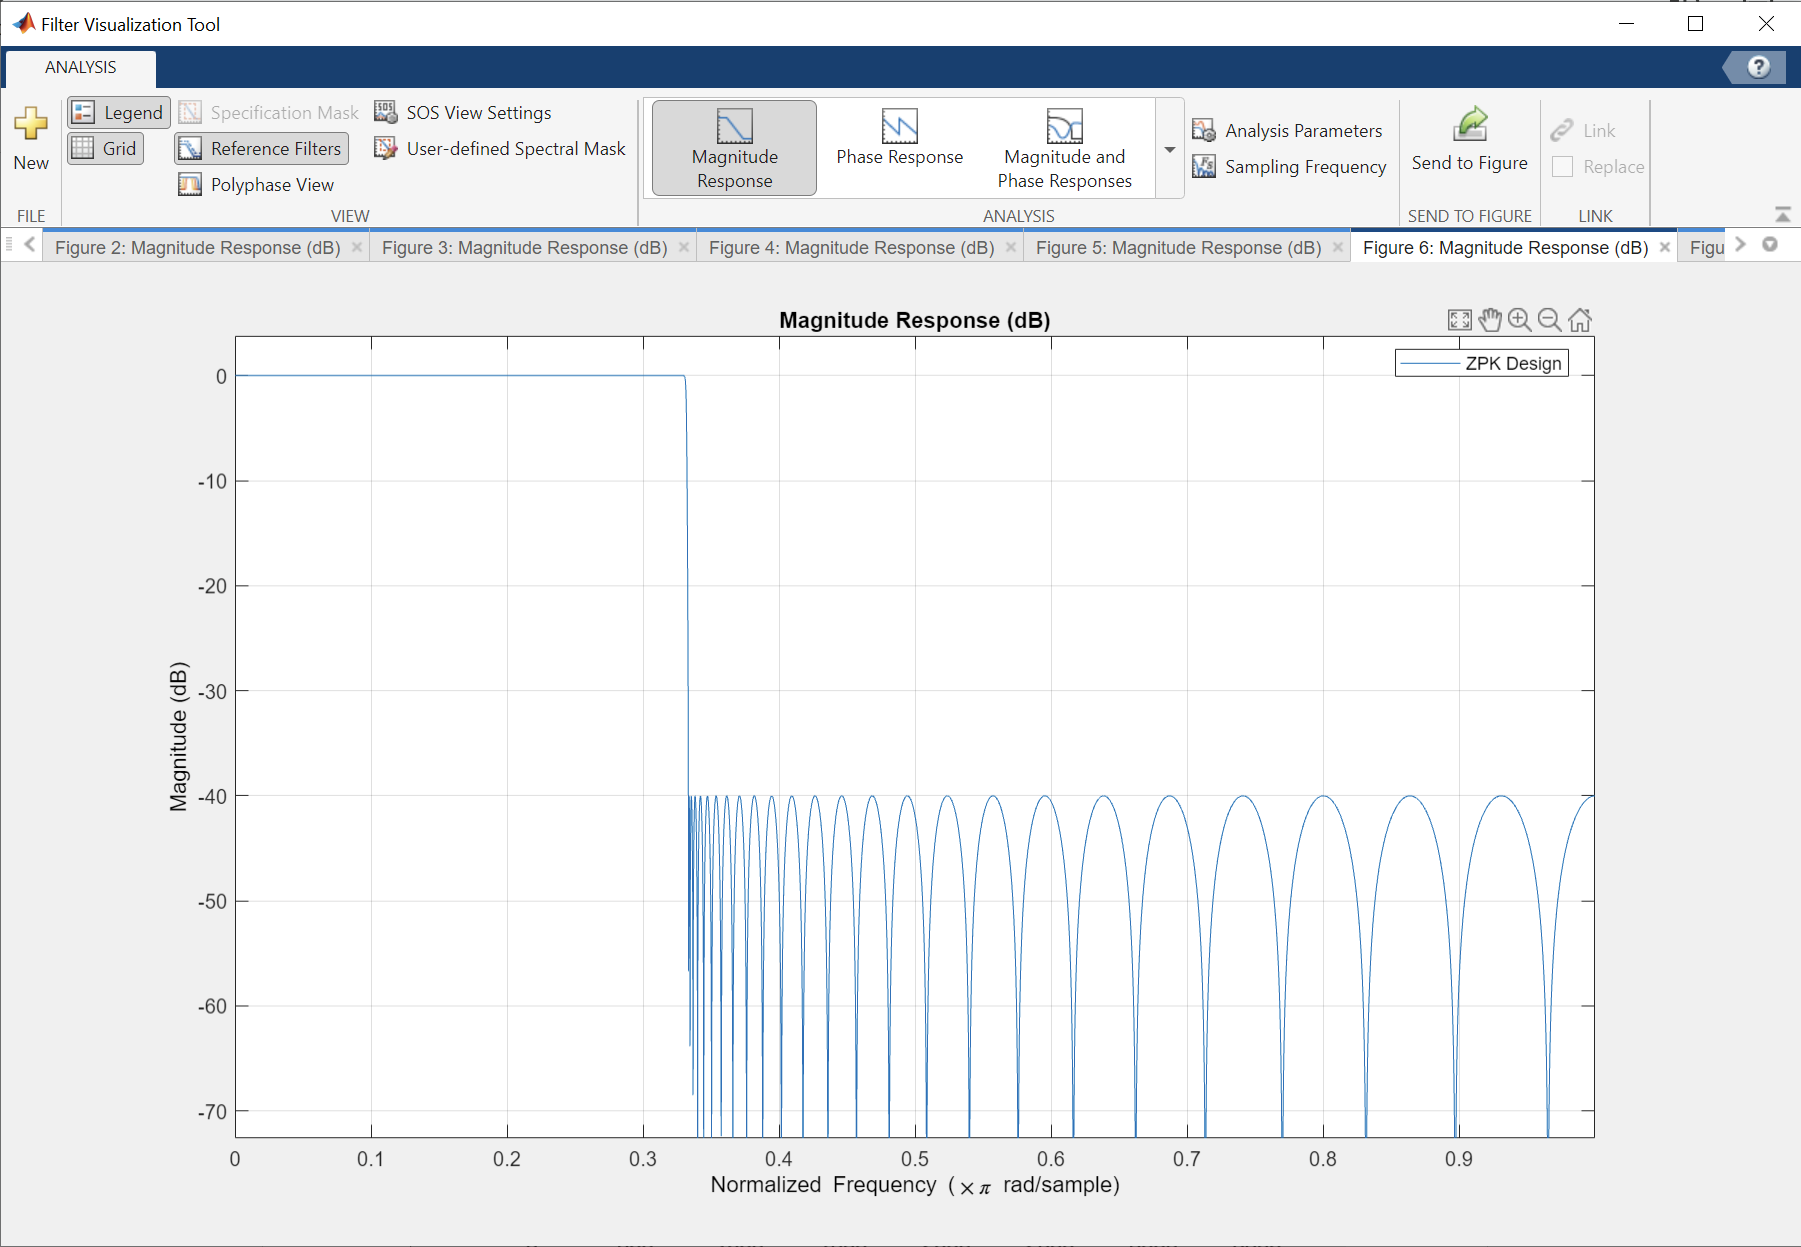 Filter Visualization Tool
ANALYSIS
New
Legend
Grid
Specification Mask
Reference Filters
Polyphase View
SOS View Settings
User-defined Spectral Mask
Magnitude
Response
Phase Response
Magnitude and
Phase Responses
Analysis Parameters
Sampling Frequency
Send to Figure
Link
Replace
FILE
VIEW
ANALYSIS
SEND TO FIGURE
LINK
Figure 2: Magnitude Response (dB)
Figure 3: Magnitude Response (dB)
Figure 4: Magnitude Response (dB)
Figure 5: Magnitude Response (dB)
Figure 6: Magnitude Response (dB)
Figu
Magnitude Response (dB)
ZPK Design
Magnitude (dB)
0
-10
-20
-30
-40
-50
-60
-70
0 0.1 0.2 0.3 0.4 0.5 0.6 0.7 0.8 0.9
Normalized Frequency (×π rad/sample)